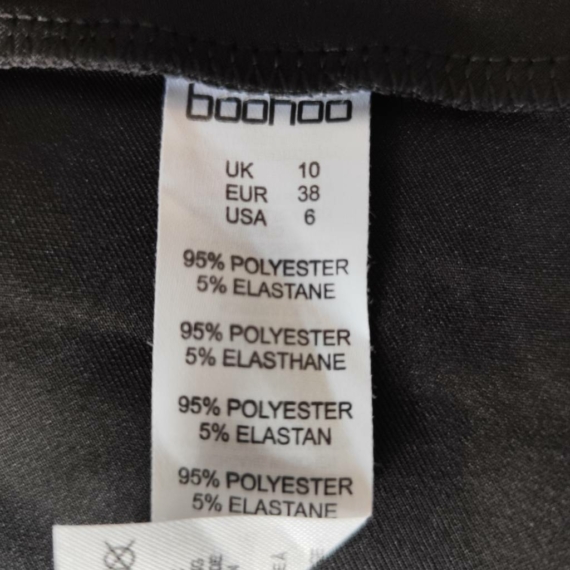 boohoo
UK 10
EUR 38
USA 6
95% POLYESTER
5% ELASTANE
95% POLYESTER
5% ELASTHANE
95% POLYESTER
5% ELASTAN
95% POLYESTER
5% ELASTANE